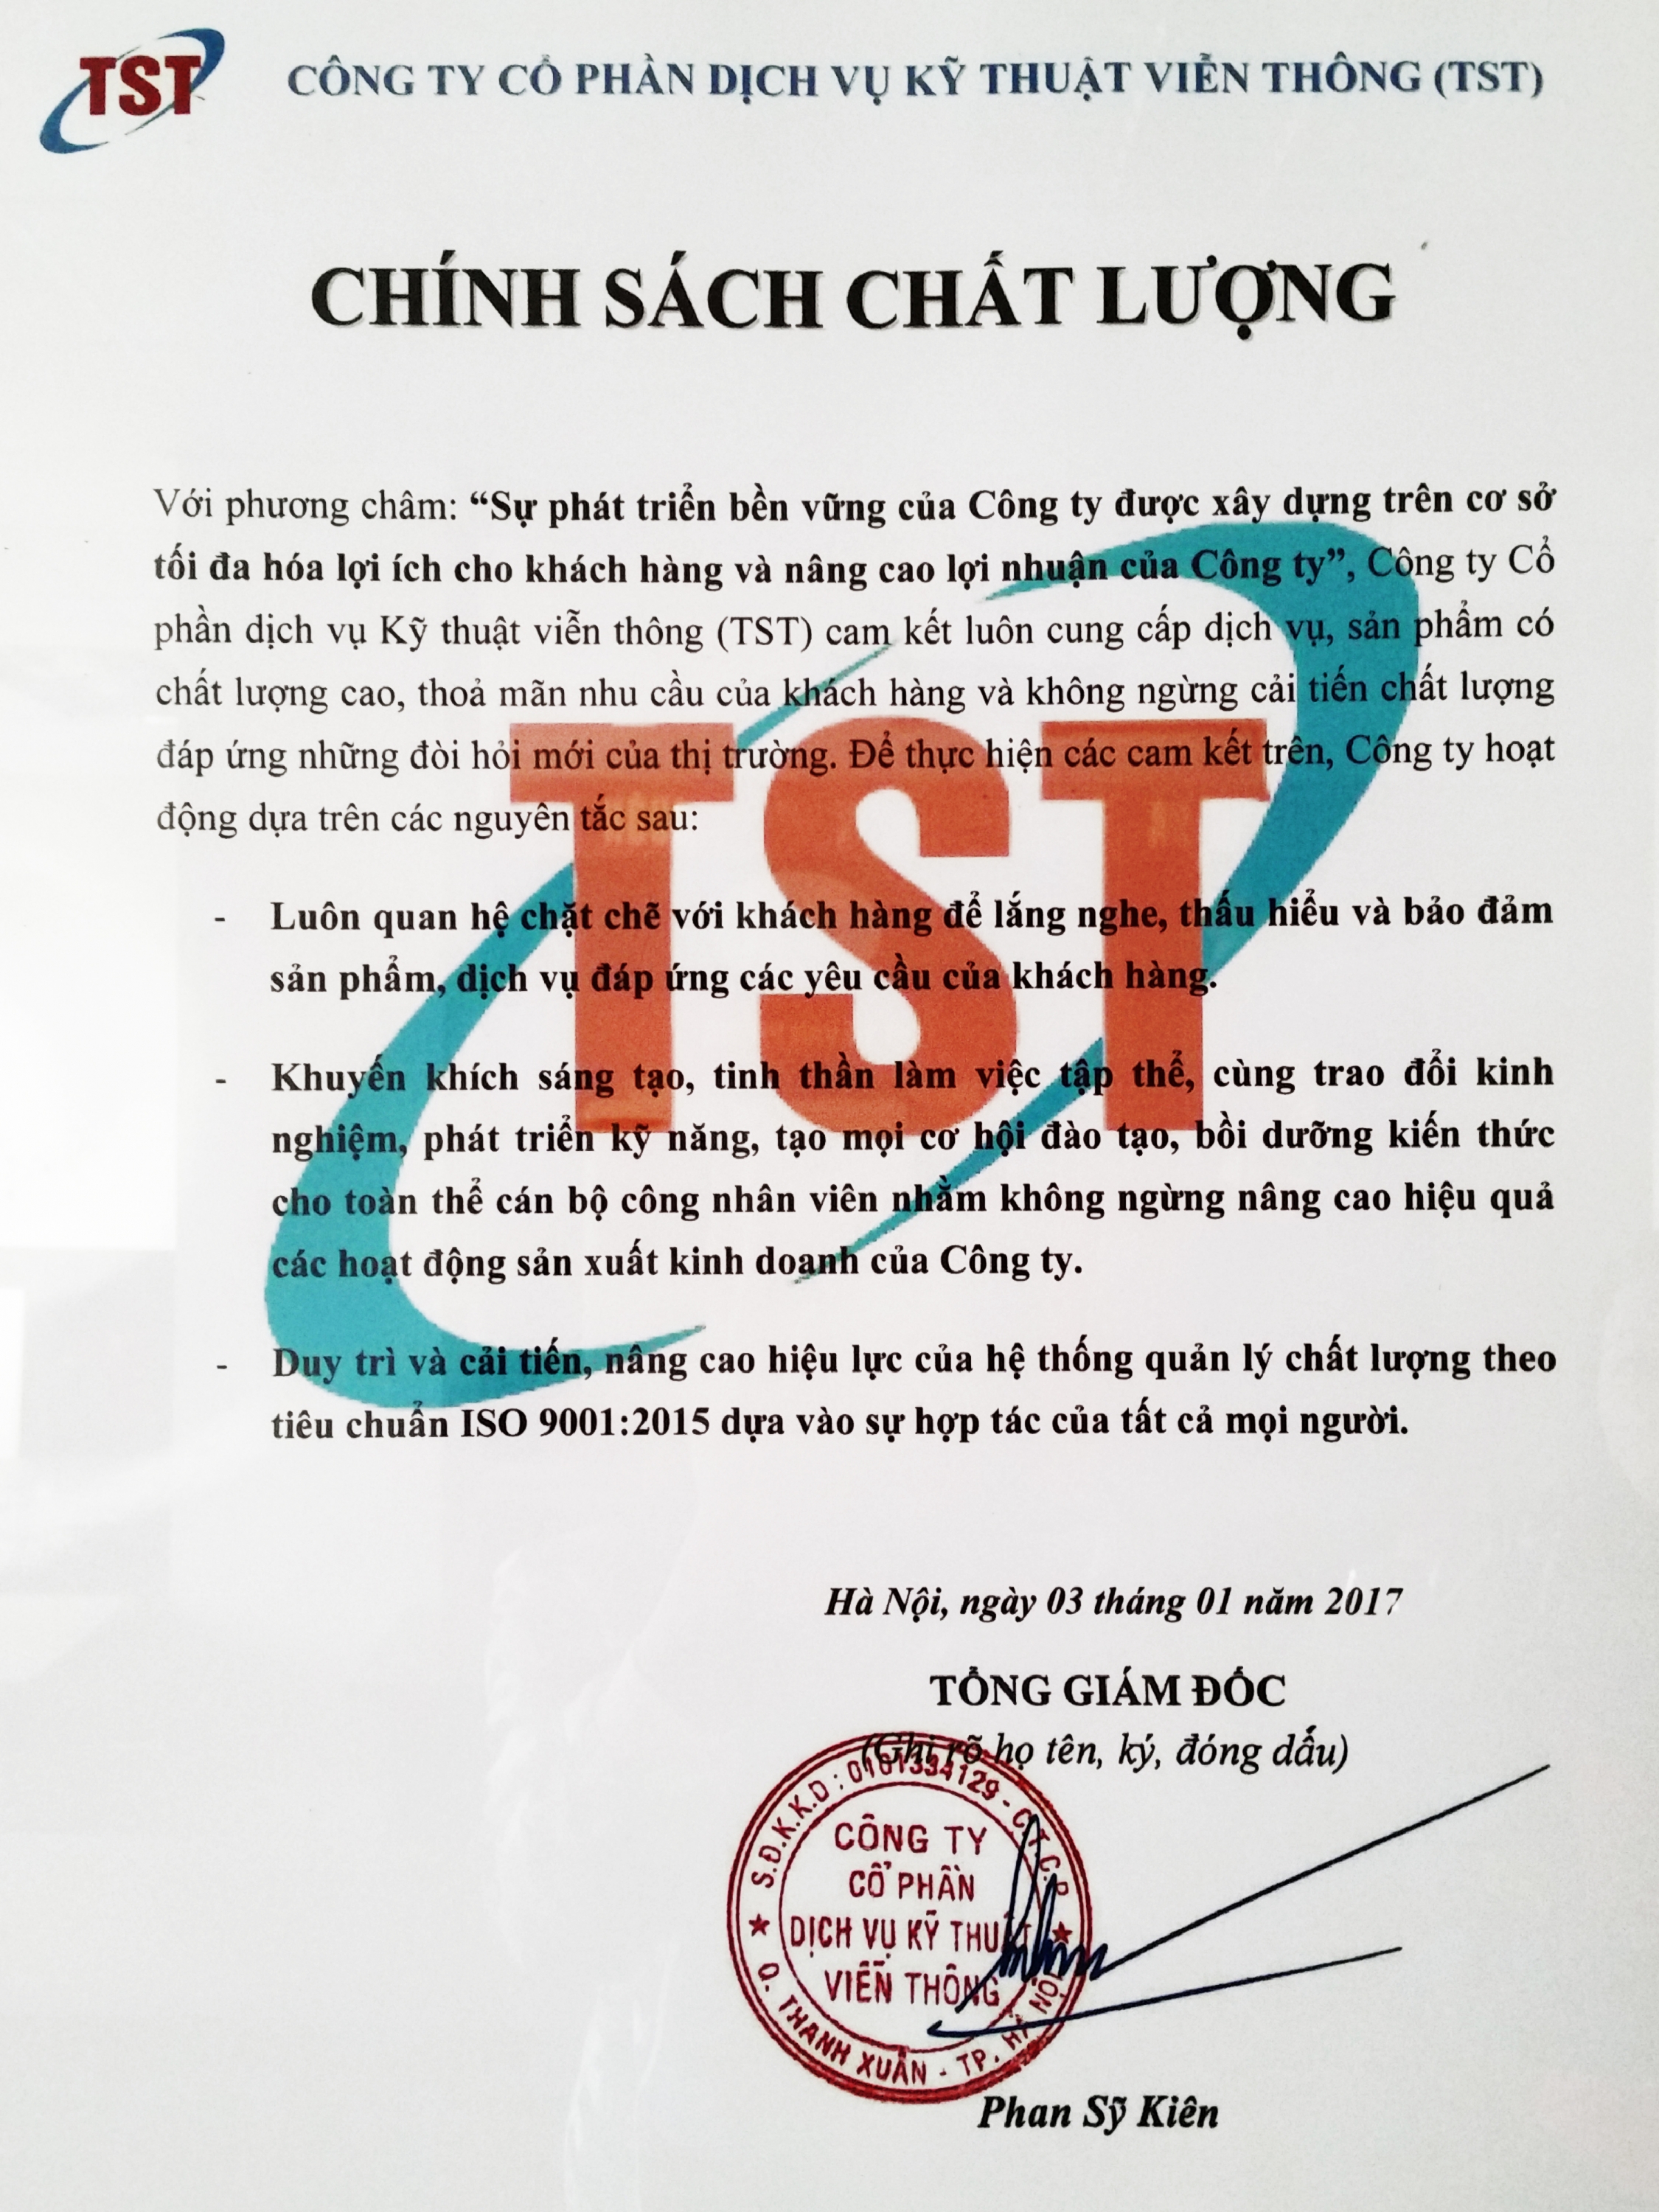 TST
CÔNG TY CỔ PHẦN DỊCH VỤ KỸ THUẬT VIỄN THÔNG (TST)
CHÍNH SÁCH CHẤT LƯỢNG
Với phương châm: “Sự phát triển bền vững của Công ty được xây dựng trên cơ sở
tối đa hóa lợi ích cho khách hàng và nâng cao lợi nhuận của Công ty”, Công ty Cổ
phần dịch vụ Kỹ thuật viễn thông (TST) cam kết luôn cung cấp dịch vụ, sản phẩm có
chất lượng cao, thoả mãn nhu cầu của khách hàng và không ngừng cải tiến chất lượng
đáp ứng những đòi hỏi mới của thị trường. Để thực hiện các cam kết trên, Công ty hoạt
động dựa trên các nguyên tắc sau:
TST
- Luôn quan hệ chặt chẽ với khách hàng để lắng nghe, thấu hiểu và bảo đảm
sản phẩm, dịch vụ đáp ứng các yêu cầu của khách hàng.
- Khuyến khích sáng tạo, tinh thần làm việc tập thể, cùng trao đổi kinh
nghiệm, phát triển kỹ năng, tạo mọi cơ hội đào tạo, bồi dưỡng kiến thức
cho toàn thể cán bộ công nhân viên nhằm không ngừng nâng cao hiệu quả
các hoạt động sản xuất kinh doanh của Công ty.
- Duy trì và cải tiến, nâng cao hiệu lực của hệ thống quản lý chất lượng theo
tiêu chuẩn ISO 9001:2015 dựa vào sự hợp tác của tất cả mọi người.
Hà Nội, ngày 03 tháng 01 năm 2017
TỔNG GIÁM ĐỐC
(Ghi rõ họ tên, ký, đóng dấu)
S.Đ.K.K.D: 0101334129 - C.T.C.P
CÔNG TY
CỔ PHẦN
DỊCH VỤ KỸ THUẬT
VIỄN THÔNG
Q. THANH XUÂN - TP. HÀ NỘI
Phan Sỹ Kiên